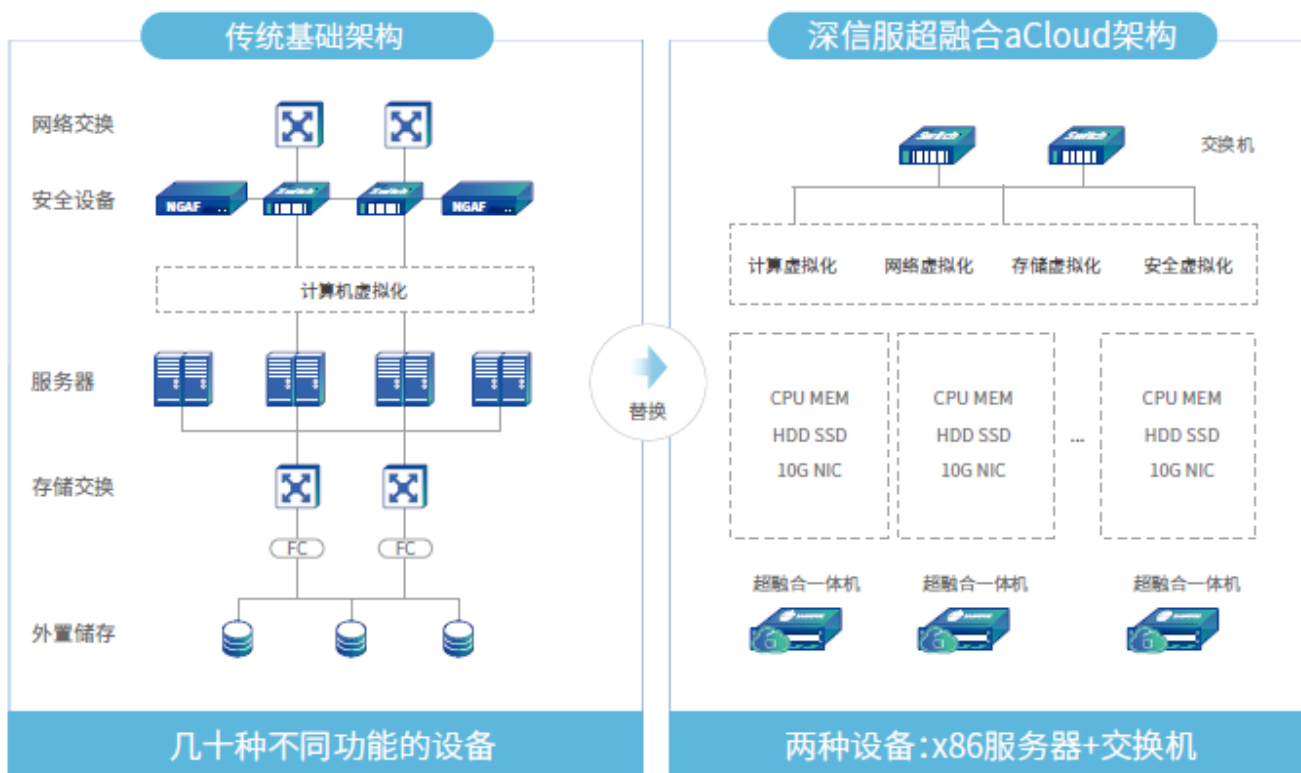 传统基础架构
网络交换
安全设备
NGAF
Switch
Switch
NGAF
计算机虚拟化
服务器
存储交换
FC
FC
外置储存
几十种不同功能的设备
替换
深信服超融合aCloud架构
Switch
Switch
交换机
计算虚拟化 网络虚拟化 存储虚拟化 安全虚拟化
CPU MEM
HDD SSD
10G NIC
CPU MEM
HDD SSD
10G NIC
...
CPU MEM
HDD SSD
10G NIC
超融合一体机 超融合一体机 超融合一体机
两种设备:x86服务器+交换机